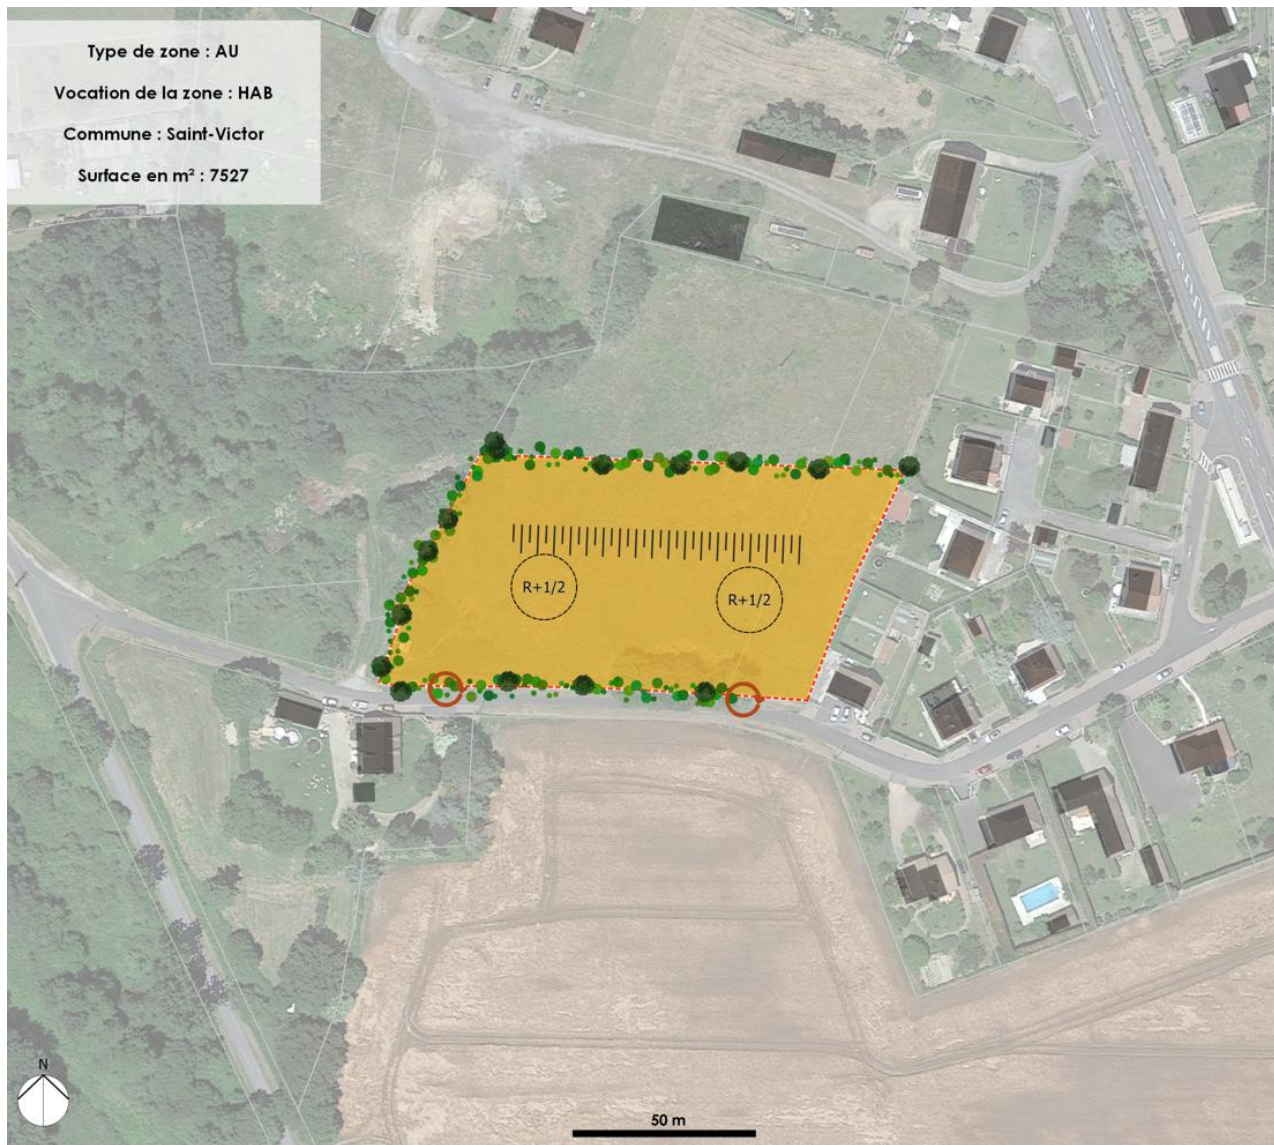 Type de zone : AU
Vocation de la zone : HAB
Commune : Saint-Victor
Surface en m² : 7527
R+1/2
R+1/2
N
50 m